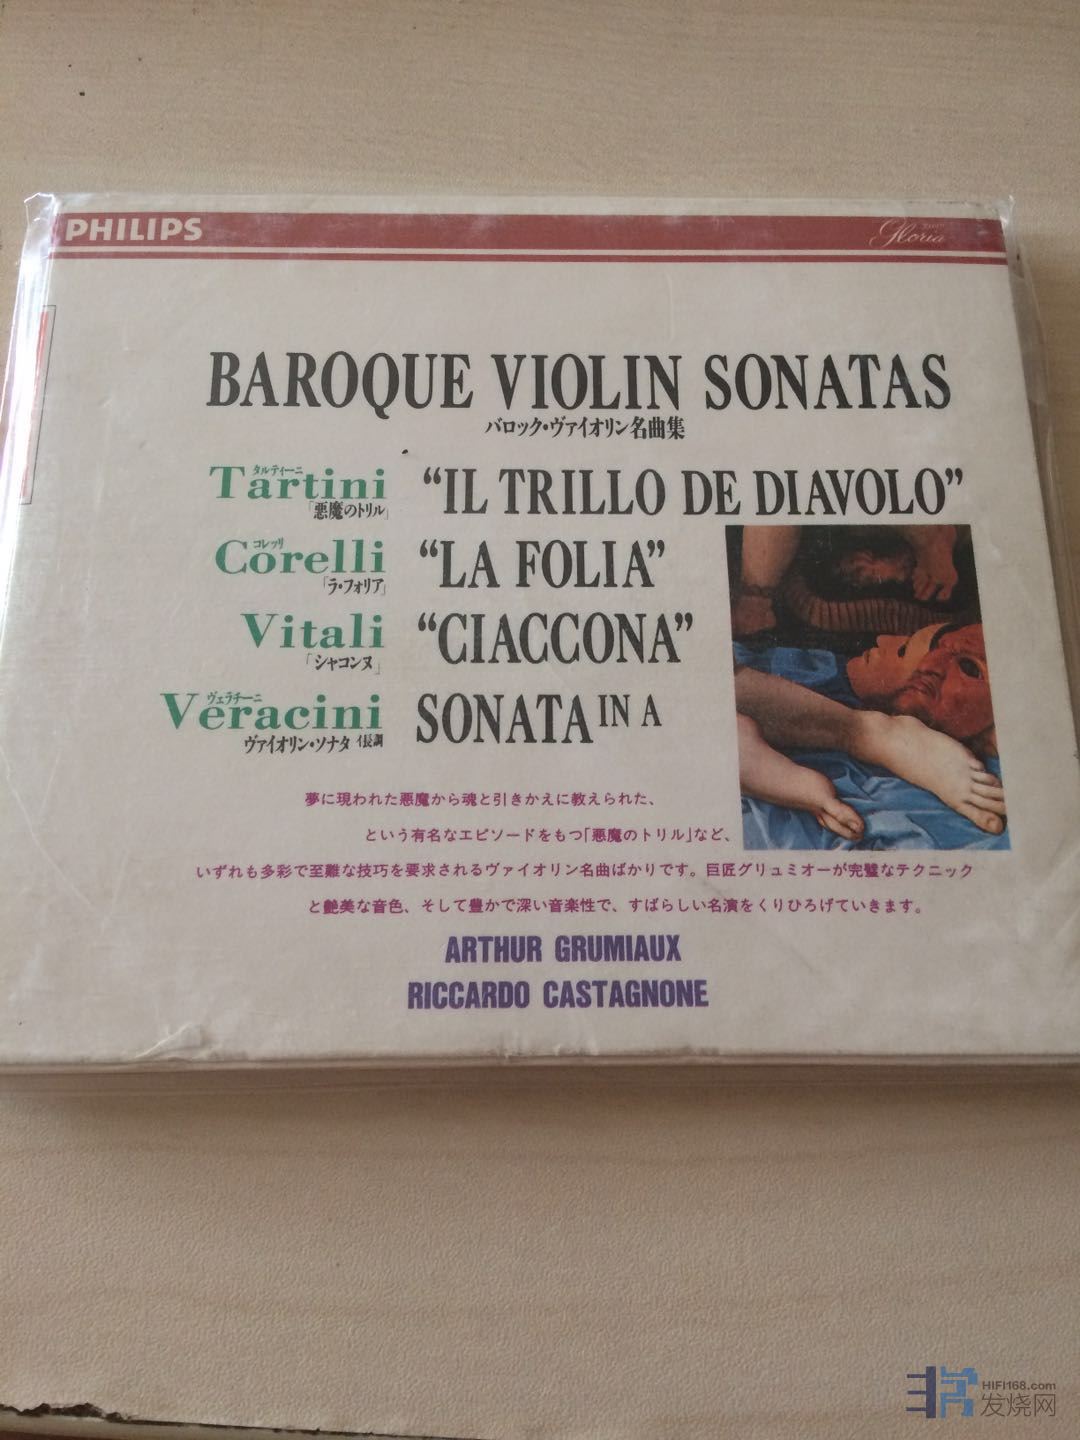 PHILIPS
Gloria
BAROQUE VIOLIN SONATAS
バロック・ヴァイオリン名曲集
タルティーニ
Tartini “IL TRILLO DE DIAVOLO”
「悪魔のトリル」
コレッリ
Corelli “LA FOLIA”
「ラ・フォリア」
Vitali “CIACCONA”
「シャコンヌ」
ヴェラチーニ
Veracini SONATA IN A
ヴァイオリン・ソナタ イ長調
夢に現われた悪魔から魂と引きかえに教えられた、
という有名なエピソードをもつ「悪魔のトリル」など、
いずれも多彩で至難な技巧を要求されるヴァイオリン名曲ばかりです。巨匠グリュミオーが完璧なテクニック
と艶美な音色、そして豊かで深い音楽性で、すばらしい名演をくりひろげていきます。
ARTHUR GRUMIAUX
RICCARDO CASTAGNONE
HIFI168.com
发烧网